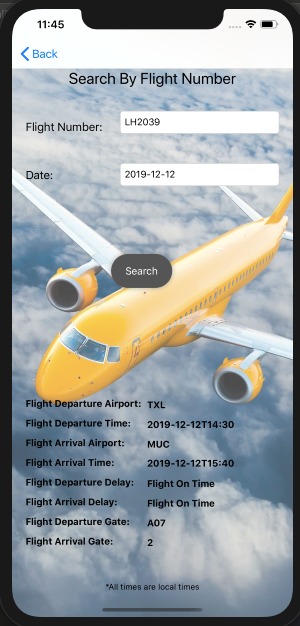 11:45
Back
Search By Flight Number
Flight Number: LH2039
Date: 2019-12-12
Search
Flight Departure Airport: TXL
Flight Departure Time: 2019-12-12T14:30
Flight Arrival Airport: MUC
Flight Arrival Time: 2019-12-12T15:40
Flight Departure Delay: Flight On Time
Flight Arrival Delay: Flight On Time
Flight Departure Gate: A07
Flight Arrival Gate: 2
*All times are local times